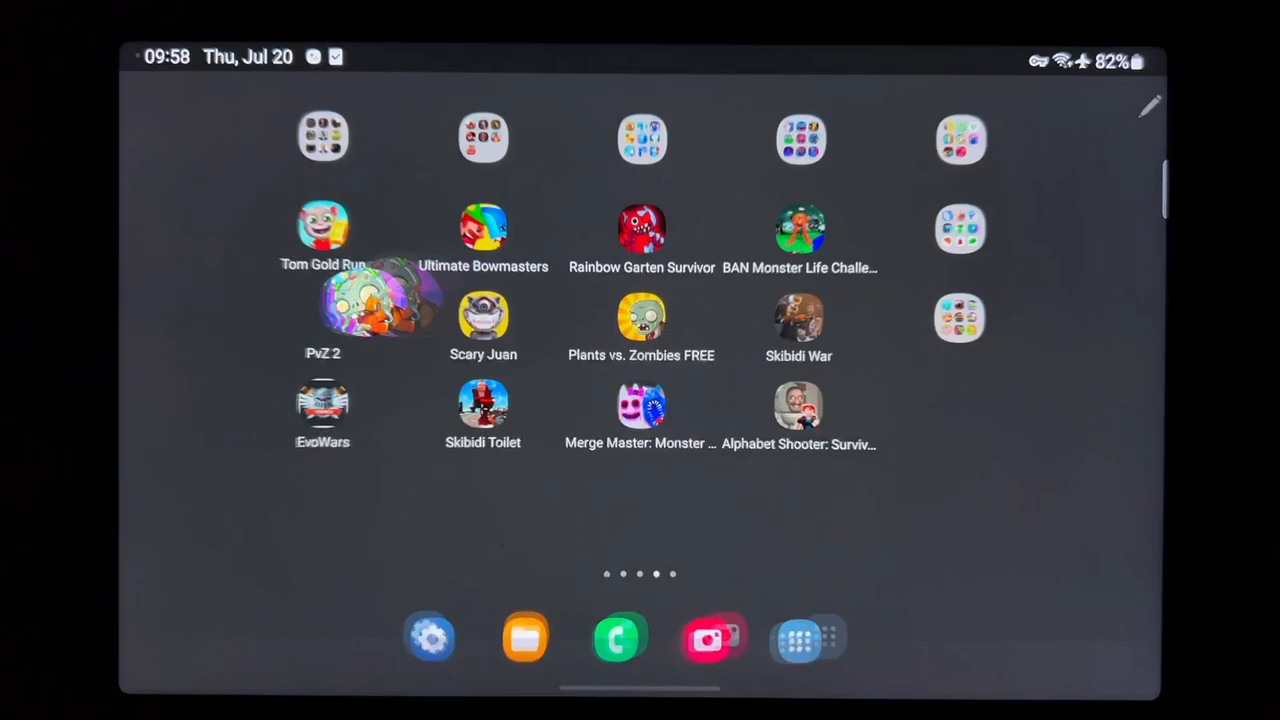 09:58 Thu, Jul 20 82%
Tom Gold Run Ultimate Bowmasters Rainbow Garten Survivor BAN Monster Life Challe...
PvZ 2 Scary Juan Plants vs. Zombies FREE Skibidi War
EvoWars Skibidi Toilet Merge Master: Monster ... Alphabet Shooter: Surviv...